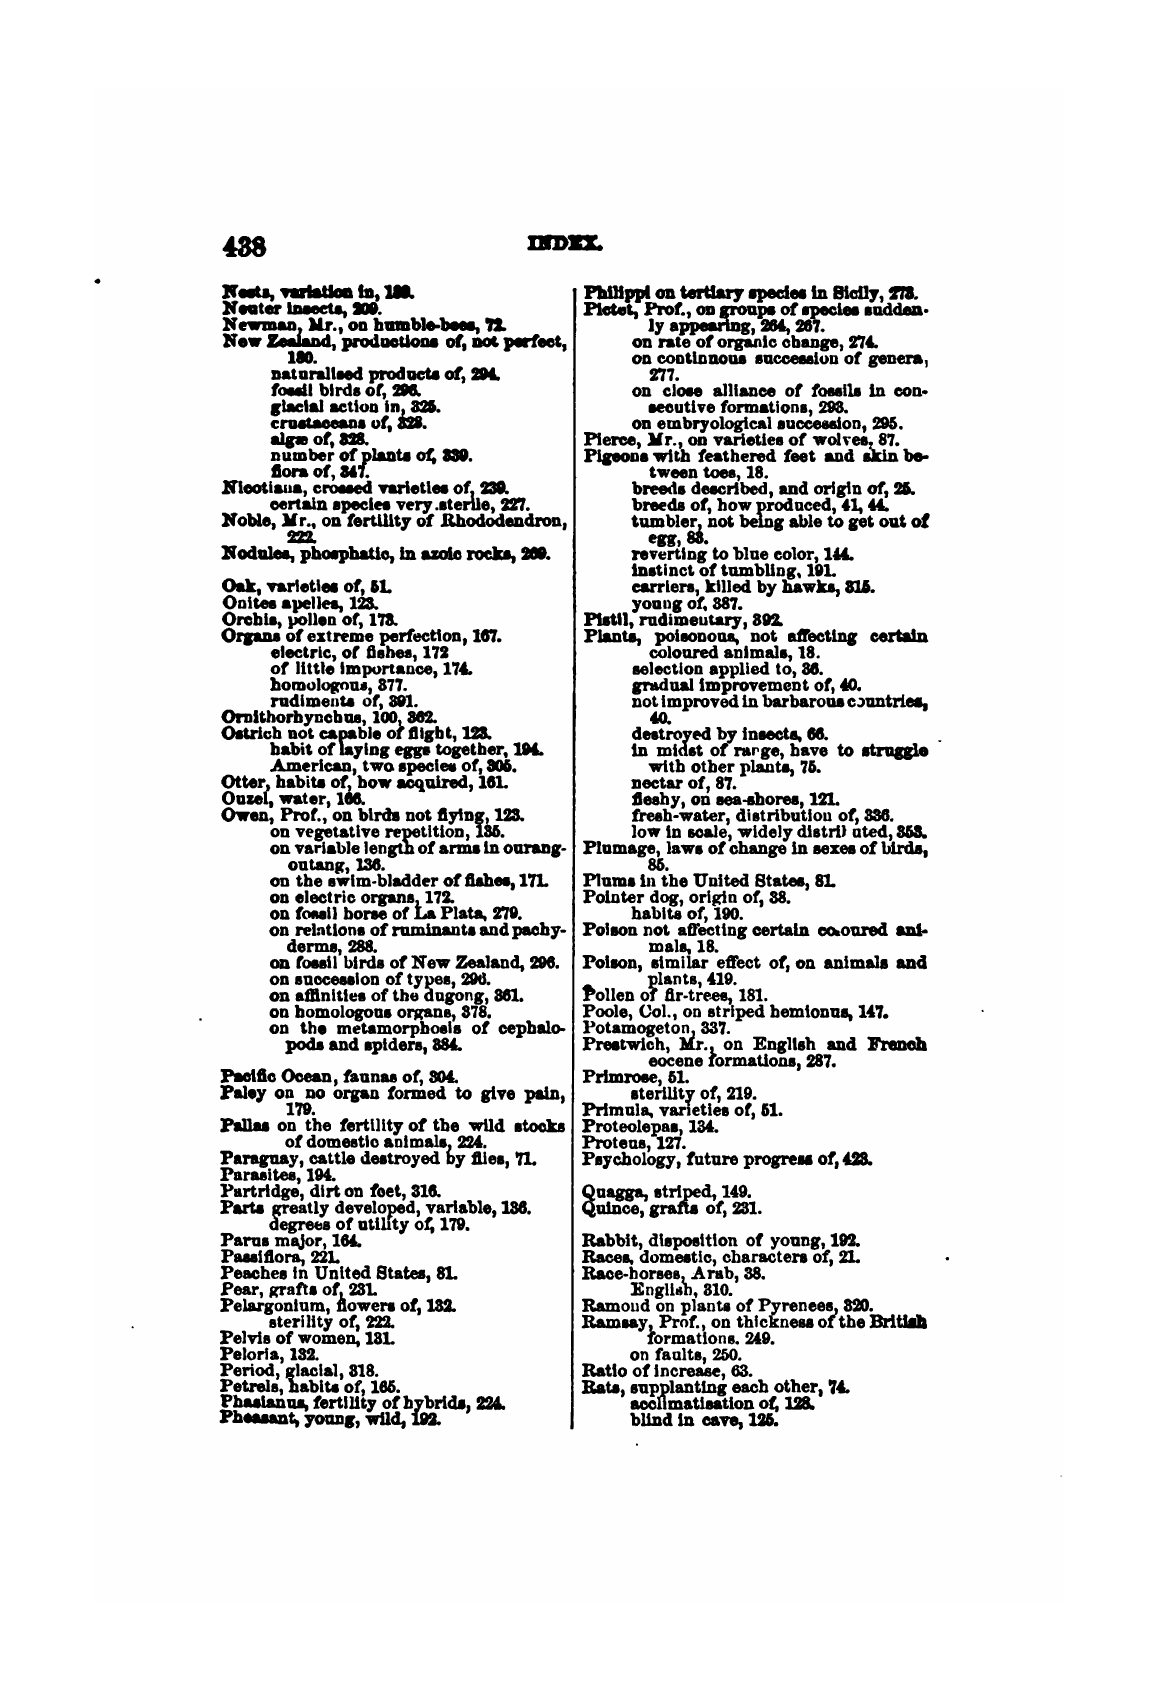 438
INDEX.
Nests, variation in, 189.
Neuter insects, 209.
Newman, Mr., on humble-bees, 72.
New Zealand, productions of, not perfect,
180.
naturalised products of, 294.
fossil birds of, 296.
glacial action in, 325.
crustaceans of, 328.
algæ of, 328.
number of plants of, 339.
flora of, 347.
Nicotiana, crossed varieties of, 239.
certain species very sterile, 227.
Noble, Mr., on fertility of Rhododendron,
222.
Nodules, phosphatic, in azoic rocks, 269.
Oak, varieties of, 51.
Onites apelles, 123.
Orchis, pollen of, 173.
Organs of extreme perfection, 167.
electric, of fishes, 172
of little importance, 174.
homologous, 377.
rudiments of, 391.
Ornithorhynchus, 100, 362.
Ostrich not capable of flight, 123.
habit of laying eggs together, 194.
American, two species of, 305.
Otter, habits of, how acquired, 161.
Ouzel, water, 166.
Owen, Prof., on birds not flying, 123.
on vegetative repetition, 135.
on variable length of arms in ourang-
outang, 136.
on the swim-bladder of fishes, 171.
on electric organs, 172.
on fossil horse of La Plata, 279.
on relations of ruminants and pachy-
derms, 288.
on fossil birds of New Zealand, 296.
on succession of types, 296.
on affinities of the dugong, 361.
on homologous organs, 378.
on the metamorphosis of cephalo-
pods and spiders, 384.
Pacific Ocean, faunas of, 304.
Paley on no organ formed to give pain,
179.
Pallas on the fertility of the wild stocks
of domestic animals, 224.
Paraguay, cattle destroyed by flies, 71.
Parasites, 194.
Partridge, dirt on feet, 316.
Parts greatly developed, variable, 136.
degrees of utility of, 179.
Parus major, 164.
Passiflora, 221.
Peaches in United States, 81.
Pear, grafts of, 231.
Pelargonium, flowers of, 132.
sterility of, 222.
Pelvis of women, 131.
Peloria, 132.
Period, glacial, 318.
Petrels, habits of, 165.
Phasianus, fertility of hybrids, 224.
Pheasant, young, wild, 192.
Philippi on tertiary species in Sicily, 273.
Pictet, Prof., on groups of species sudden-
ly appearing, 264, 267.
on rate of organic change, 274.
on continuous succession of genera,
277.
on close alliance of fossils in con-
secutive formations, 293.
on embryological succession, 295.
Pierce, Mr., on varieties of wolves, 87.
Pigeons with feathered feet and skin be-
tween toes, 18.
breeds described, and origin of, 25.
breeds of, how produced, 41, 44.
tumbler, not being able to get out of
egg, 83.
reverting to blue color, 144.
instinct of tumbling, 191.
carriers, killed by hawks, 315.
young of, 387.
Pistil, rudimentary, 392.
Plants, poisonous, not affecting certain
coloured animals, 18.
selection applied to, 36.
gradual improvement of, 40.
not improved in barbarous countries,
40.
destroyed by insects, 66.
in midst of range, have to struggle
with other plants, 75.
nectar of, 87.
fleshy, on sea-shores, 121.
fresh-water, distribution of, 336.
low in scale, widely distributed, 353.
Plumage, laws of change in sexes of birds,
85.
Plums in the United States, 81.
Pointer dog, origin of, 38.
habits of, 190.
Poison not affecting certain coloured ani-
mals, 18.
Poison, similar effect of, on animals and
plants, 419.
Pollen of fir-trees, 181.
Poole, Col., on striped hemionus, 147.
Potamogeton, 337.
Prestwich, Mr., on English and French
eocene formations, 287.
Primrose, 51.
sterility of, 219.
Primula, varieties of, 51.
Proteolepas, 134.
Proteus, 127.
Psychology, future progress of, 423.
Quagga, striped, 149.
Quince, grafts of, 231.
Rabbit, disposition of young, 192.
Races, domestic, characters of, 21.
Race-horses, Arab, 38.
English, 310.
Ramond on plants of Pyrenees, 320.
Ramsay, Prof., on thickness of the British
formations. 249.
on faults, 250.
Ratio of increase, 63.
Rats, supplanting each other, 74.
acclimatisation of, 128.
blind in cave, 125.